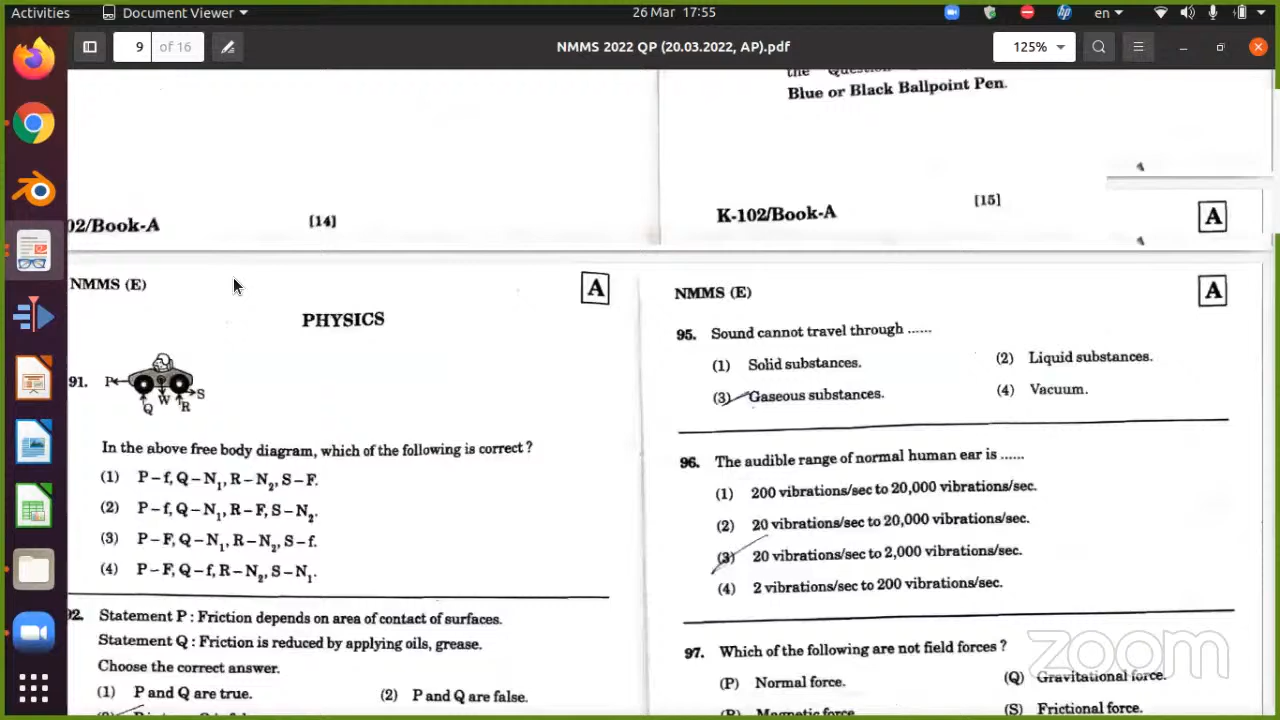 Activities
Document Viewer
26 Mar 17:55
en
9 of 16
NMMS 2022 QP (20.03.2022, AP).pdf
125%
the Question
Blue or Black Ballpoint Pen.
02/Book-A
[14]
K-102/Book-A
[15]
A
NMMS (E)
A
PHYSICS
91.
P
Q
W
R
S
In the above free body diagram, which of the following is correct ?
(1) P – f, Q – N₁, R – N₂, S – F.
(2) P – f, Q – N₁, R – F, S – N₂.
(3) P – F, Q – N₁, R – N₂, S – f.
(4) P – F, Q – f, R – N₂, S – N₁.
92. Statement P : Friction depends on area of contact of surfaces.
Statement Q : Friction is reduced by applying oils, grease.
Choose the correct answer.
(1) P and Q are true.
(2) P and Q are false.
NMMS (E)
A
95. Sound cannot travel through ......
(1) Solid substances.
(2) Liquid substances.
(3) Gaseous substances.
(4) Vacuum.
96. The audible range of normal human ear is ......
(1) 200 vibrations/sec to 20,000 vibrations/sec.
(2) 20 vibrations/sec to 20,000 vibrations/sec.
(3) 20 vibrations/sec to 2,000 vibrations/sec.
(4) 2 vibrations/sec to 200 vibrations/sec.
97. Which of the following are not field forces ?
(P) Normal force.
(Q) Gravitational force.
(R) Magnetic force
(S) Frictional force.
zoom